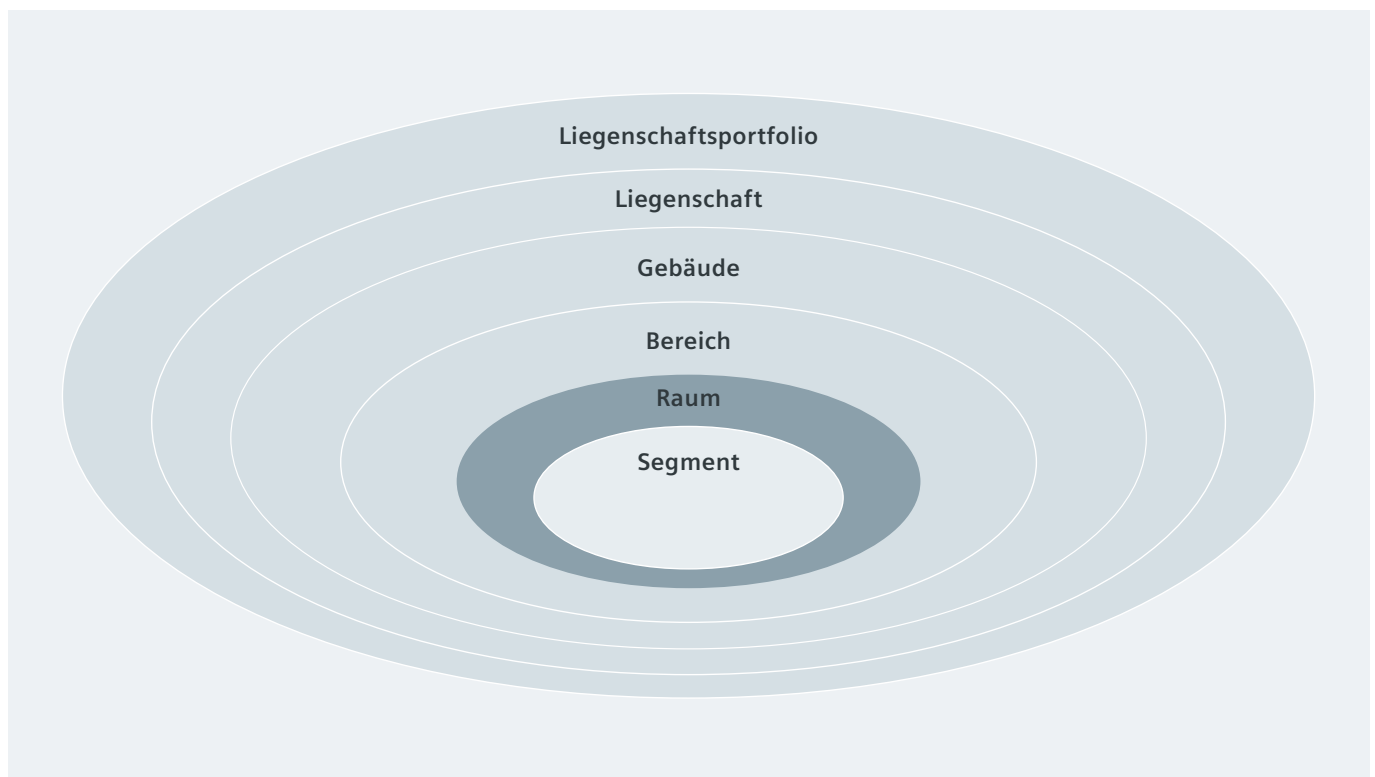 Liegenschaftsportfolio
Liegenschaft
Gebäude
Bereich
Raum
Segment